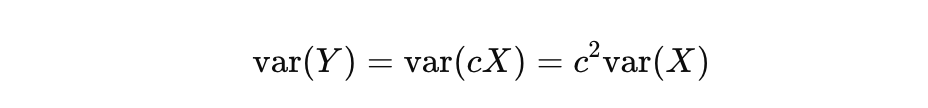 var(Y) = var(cX) = c²var(X)